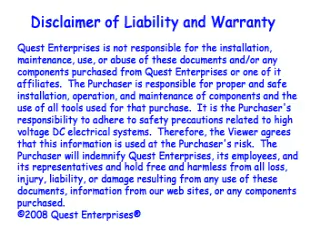 Disclaimer of Liability and Warranty
Quest Enterprises is not responsible for the installation,
maintenance, use, or abuse of these documents and/or any
components purchased from Quest Enterprises or one of it
affiliates. The Purchaser is responsible for proper and safe
installation, operation, and maintenance of components and the
use of all tools used for that purchase. It is the Purchaser's
responsibility to adhere to safety precautions related to high
voltage DC electrical systems. Therefore, the Viewer agrees
that this information is used at the Purchaser's risk. The
Purchaser will indemnify Quest Enterprises, its employees, and
its representatives and hold free and harmless from all loss,
injury, liability, or damage resulting from any use of these
documents, information from our web sites, or any components
purchased.
©2008 Quest Enterprises®